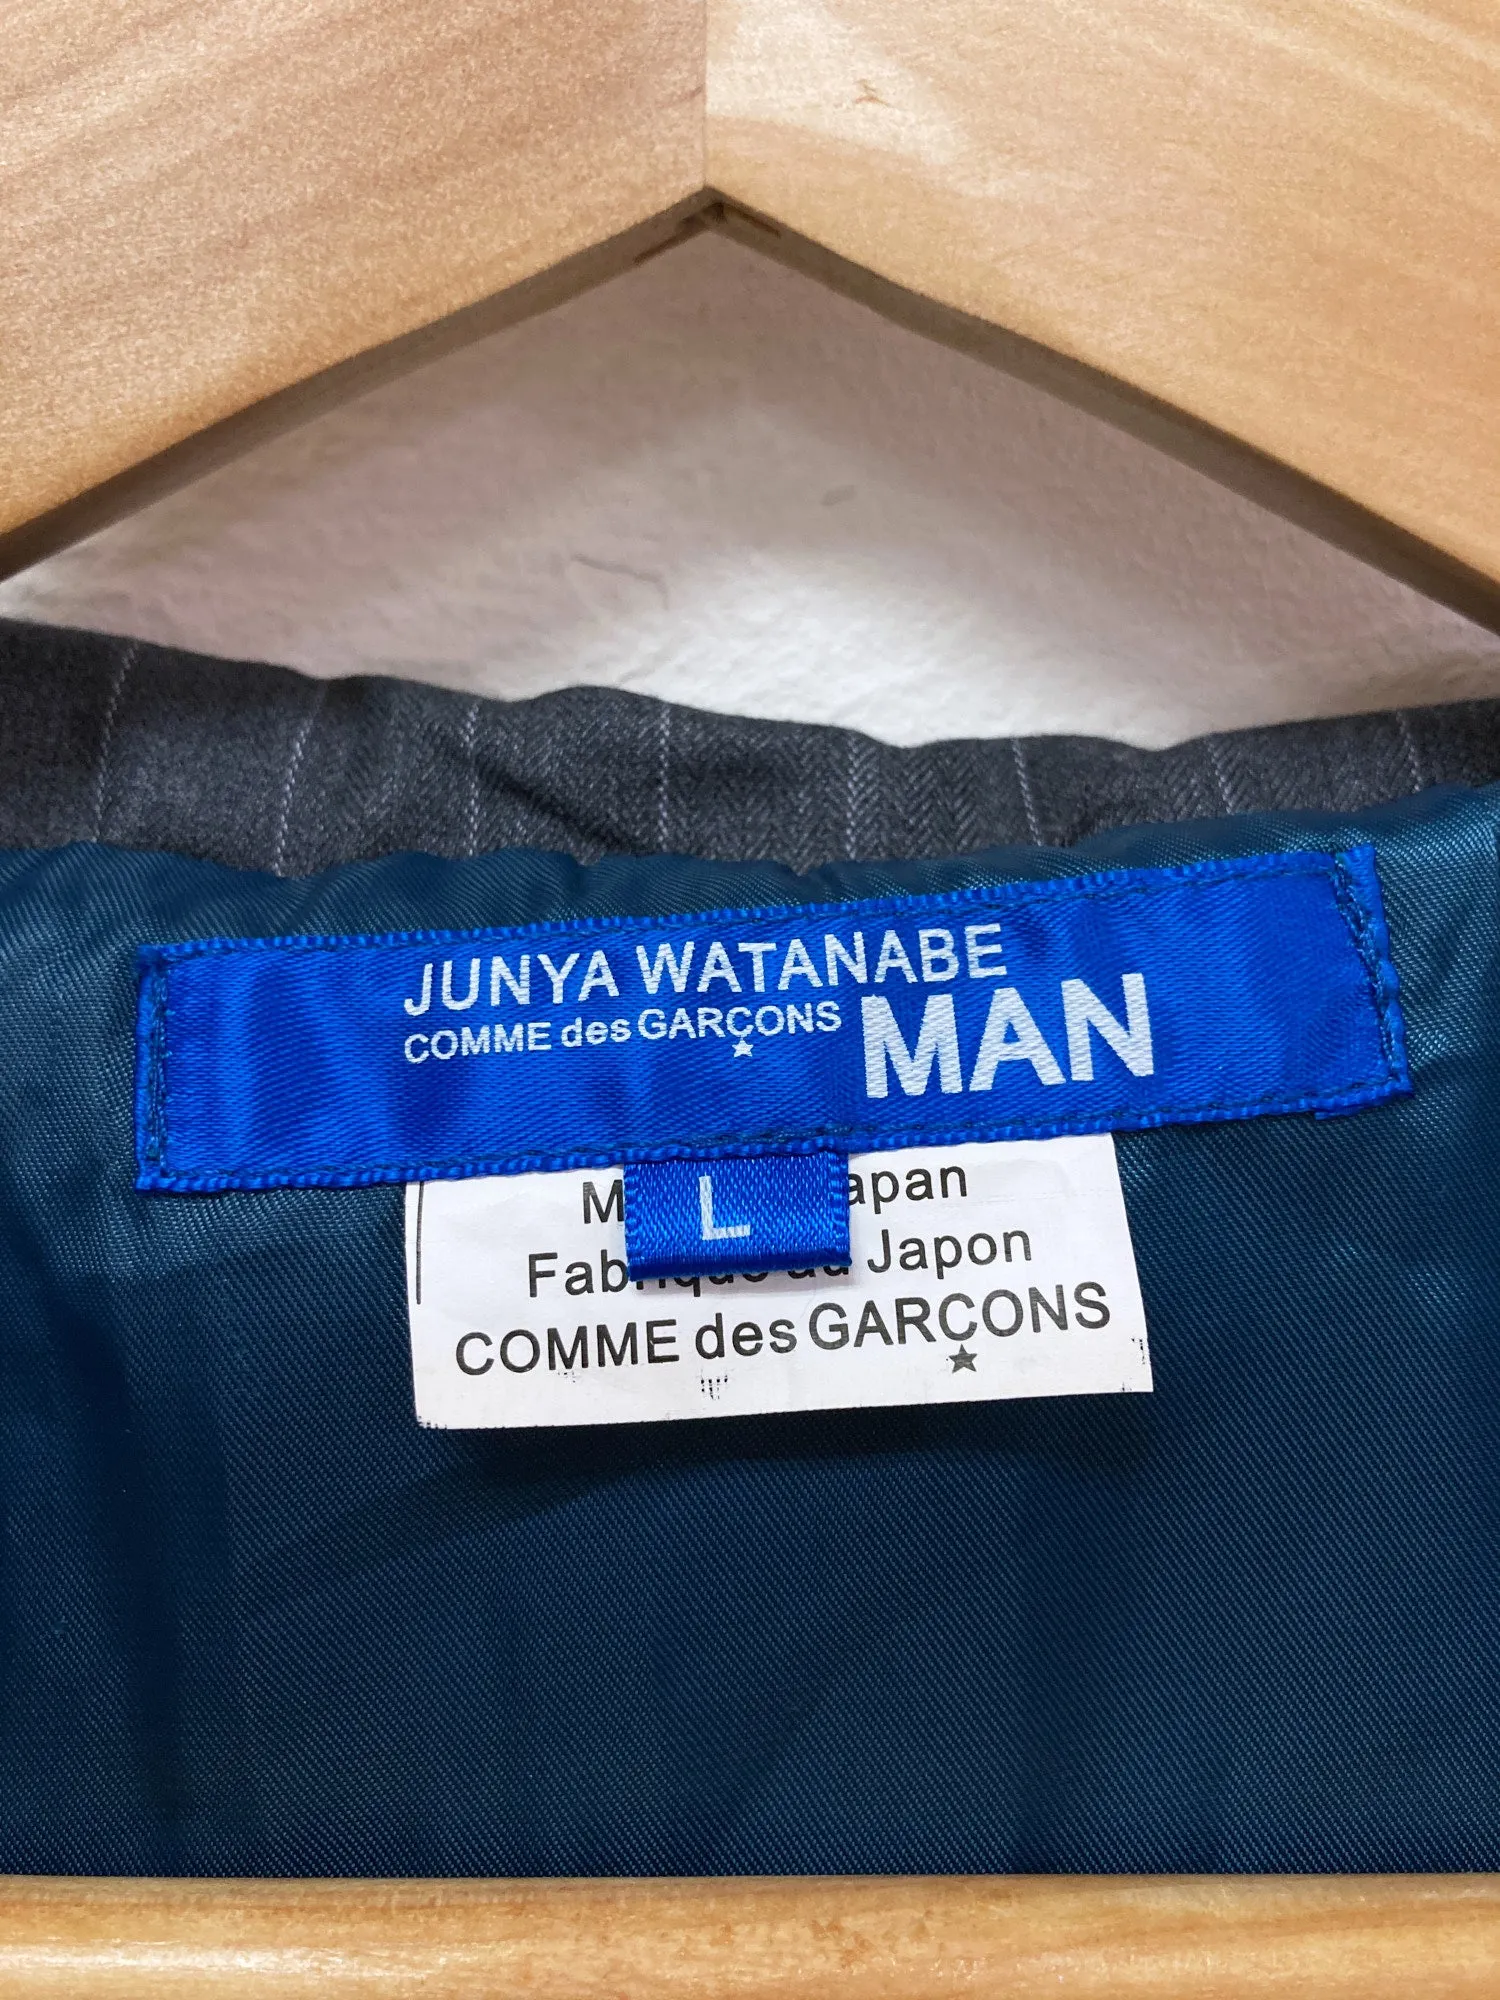 JUNYA WATANABE
COMME des GARÇONS MAN
L
Japon
COMME des GARÇONS